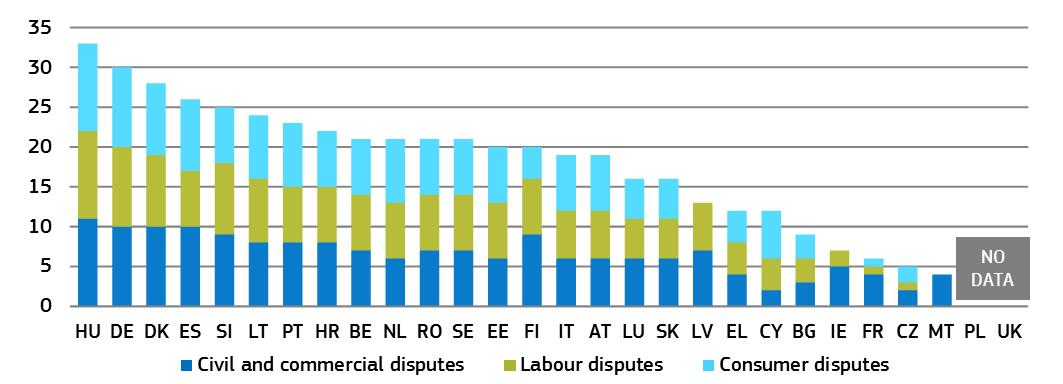 35
30
25
20
15
10
5
0
NO
DATA
HU DE DK ES SI LT PT HR BE NL RO SE EE FI IT AT LU SK LV EL CY BG IE FR CZ MT PL UK
Civil and commercial disputes Labour disputes Consumer disputes